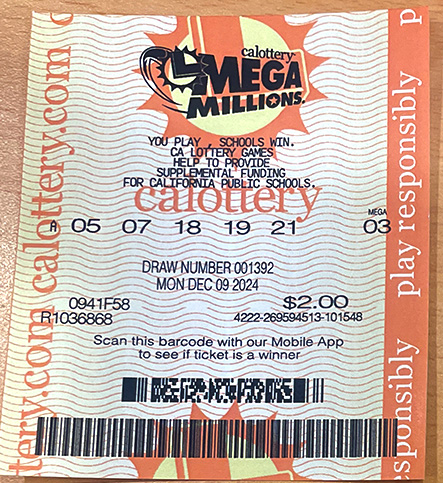 calottery
MEGA
MILLIONS.
YOU PLAY, SCHOOLS WIN.
CA LOTTERY GAMES
HELP TO PROVIDE
SUPPLEMENTAL FUNDING
FOR CALIFORNIA PUBLIC SCHOOLS.
calottery
MEGA
A 05 07 18 19 21 03
DRAW NUMBER 001392
MON DEC 09 2024
0941F58 $2.00
R1036868 4222-269594513-101548
Scan this barcode with our Mobile App
to see if ticket is a winner
ttery.com calottery.com c
sponsibly play responsibly p